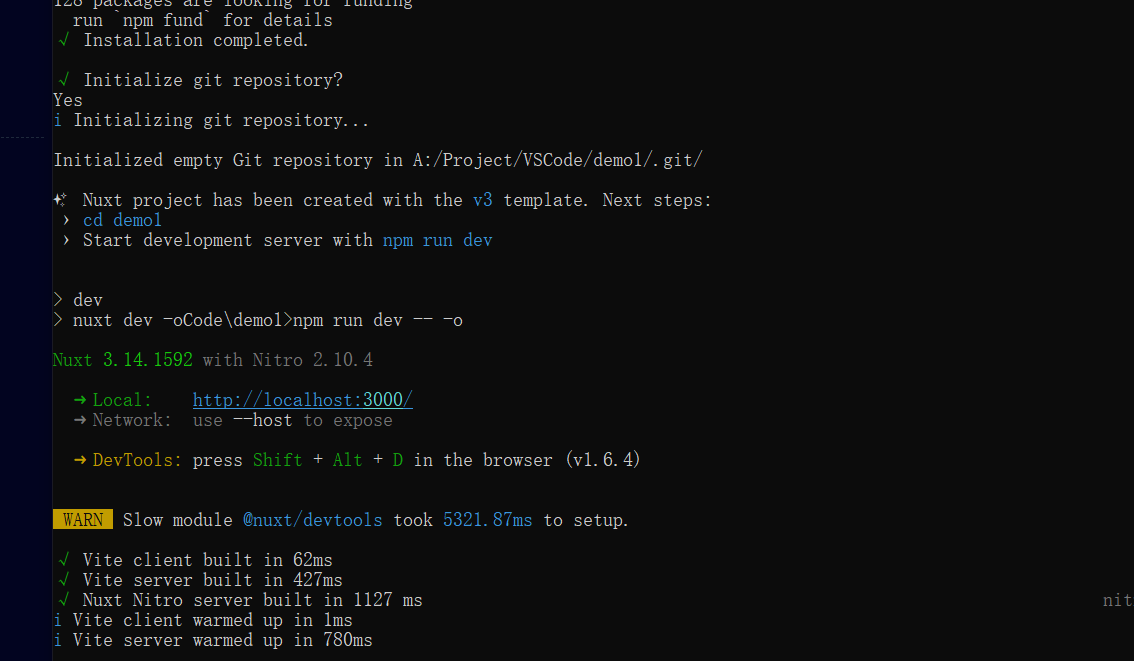 128 packages are looking for funding
run `npm fund` for details
√ Installation completed.
√ Initialize git repository?
Yes
i Initializing git repository...
Initialized empty Git repository in A:/Project/VSCode/demo1/.git/
Nuxt project has been created with the v3 template. Next steps:
› cd demo1
› Start development server with npm run dev
> dev
> nuxt dev -oCode\demo1>npm run dev -- -o
Nuxt 3.14.1592 with Nitro 2.10.4
➜ Local: http://localhost:3000/
➜ Network: use --host to expose
➜ DevTools: press Shift + Alt + D in the browser (v1.6.4)
WARN Slow module @nuxt/devtools took 5321.87ms to setup.
√ Vite client built in 62ms
√ Vite server built in 427ms
√ Nuxt Nitro server built in 1127 ms nit
i Vite client warmed up in 1ms
i Vite server warmed up in 780ms